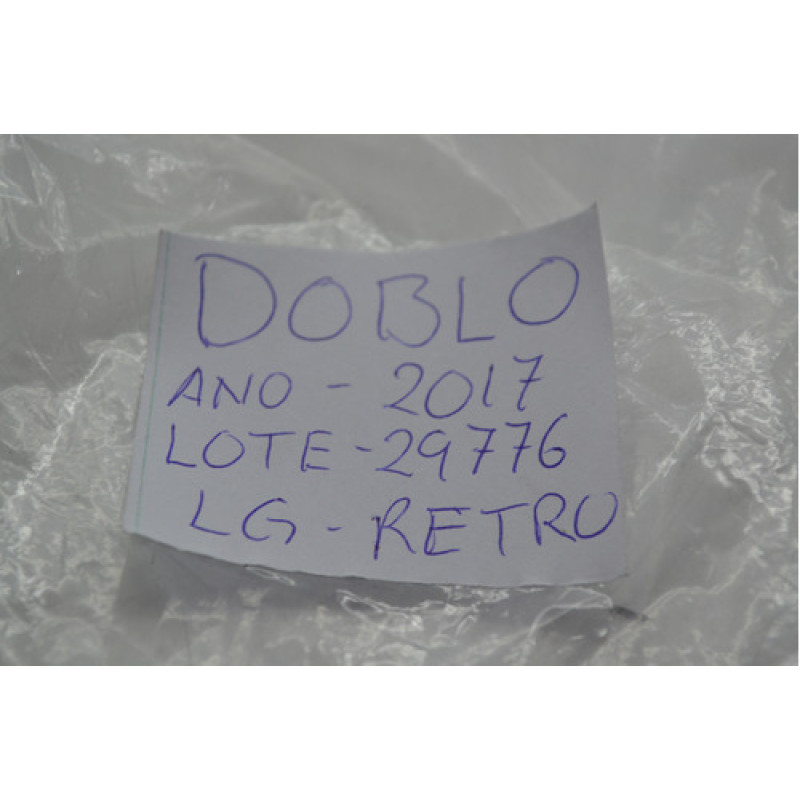 DOBLO
ANO - 2017
LOTE - 29776
LG - RETRO